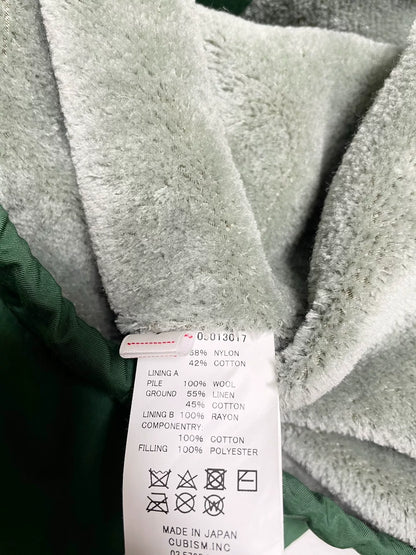 05013017
58% NYLON
42% COTTON
LINING A
PILE 100% WOOL
GROUND 55% LINEN
45% COTTON
LINING B 100% RAYON
COMPONENTRY:
100% COTTON
FILLING 100% POLYESTER
W
MADE IN JAPAN
CUBISM INC